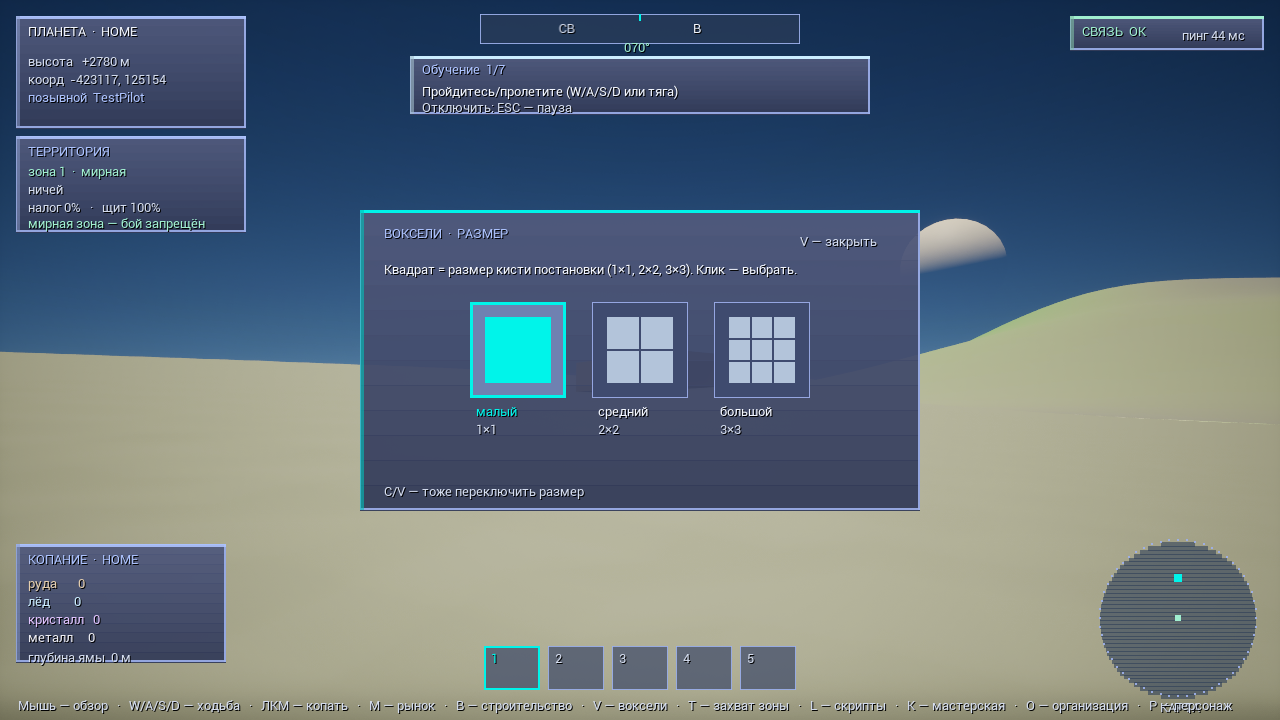 ПЛАНЕТА · HOME
высота +2780 м
коорд -423117, 125154
позывной TestPilot
ТЕРРИТОРИЯ
зона 1 · мирная
ничей
налог 0% · щит 100%
мирная зона — бой запрещён
СВ В
070°
Обучение 1/7
Пройдитесь/пролетите (W/A/S/D или тяга)
Отключить: ESC — пауза
СВЯЗЬ ОК пинг 44 мс
ВОКСЕЛИ · РАЗМЕР
V — закрыть
Квадрат = размер кисти постановки (1×1, 2×2, 3×3). Клик — выбрать.
малый средний большой
1×1 2×2 3×3
C/V — тоже переключить размер
КОПАНИЕ · HOME
руда 0
лёд 0
кристалл 0
металл 0
глубина ямы 0 м
1 2 3 4 5
Мышь — обзор · W/A/S/D — ходьба · ЛКМ — копать · M — рынок · B — строительство · V — воксели · T — захват зоны · L — скрипты · K — мастерская · O — организация · P — персонаж